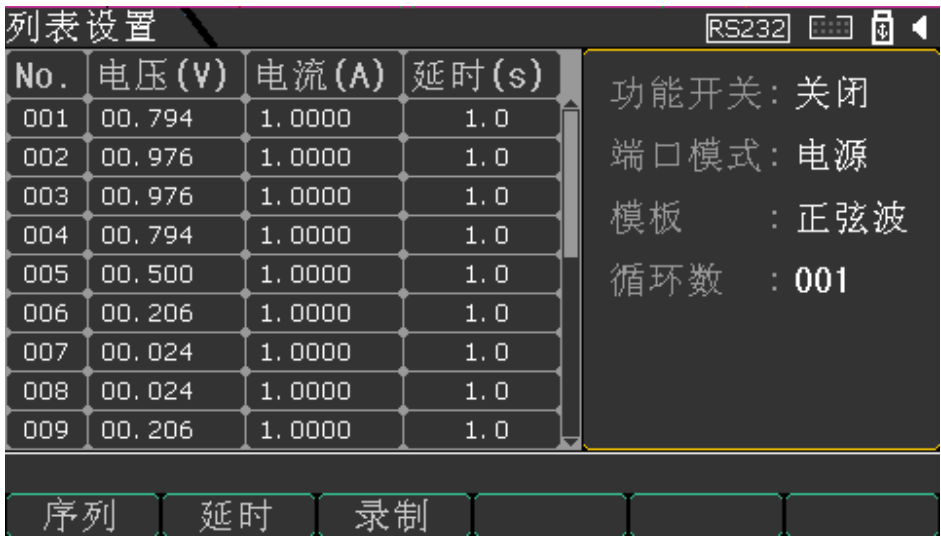 列表设置 RS232
No. 电压(V) 电流(A) 延时(s)
001 00.794 1.0000 1.0
002 00.976 1.0000 1.0
003 00.976 1.0000 1.0
004 00.794 1.0000 1.0
005 00.500 1.0000 1.0
006 00.206 1.0000 1.0
007 00.024 1.0000 1.0
008 00.024 1.0000 1.0
009 00.206 1.0000 1.0
功能开关: 关闭
端口模式: 电源
模板 : 正弦波
循环数 : 001
序列 延时 录制